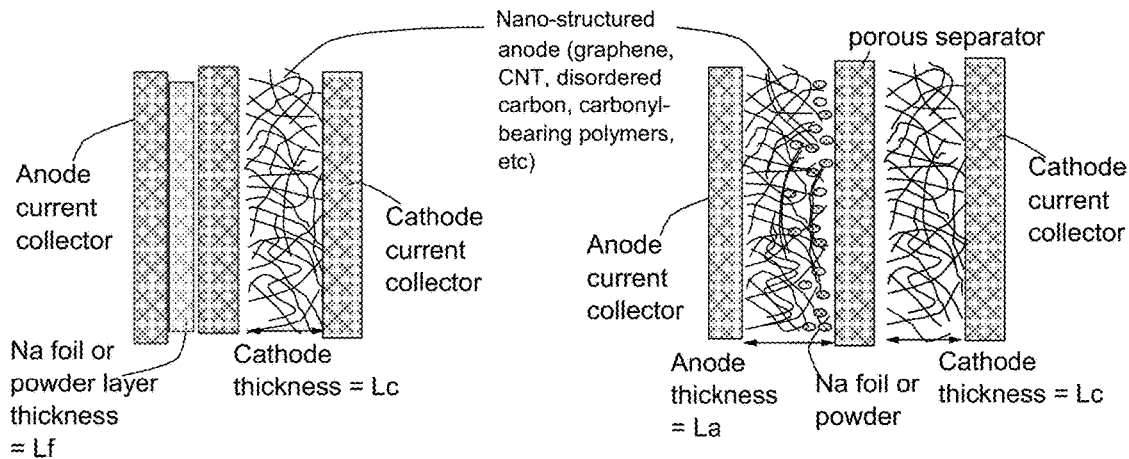 Nano-structured
anode (graphene,
CNT, disordered
carbon, carbonyl-
bearing polymers,
etc)
Anode
current
collector
Cathode
current
collector
Na foil or
powder layer
thickness
= Lf
Cathode
thickness = Lc
porous separator
Anode
current
collector
Cathode
current
collector
Anode
thickness
= La
Na foil or
powder
Cathode
thickness = Lc